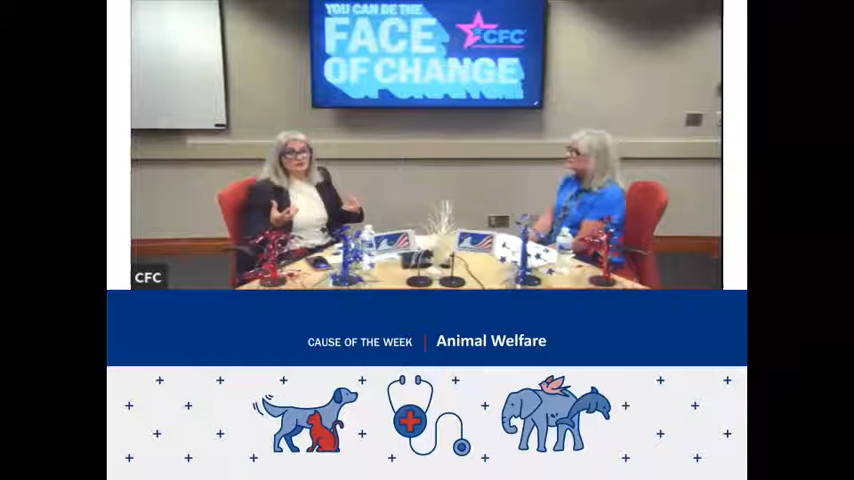 YOU CAN BE THE
FACE
OF CHANGE
CFC
CFC
CAUSE OF THE WEEK | Animal Welfare